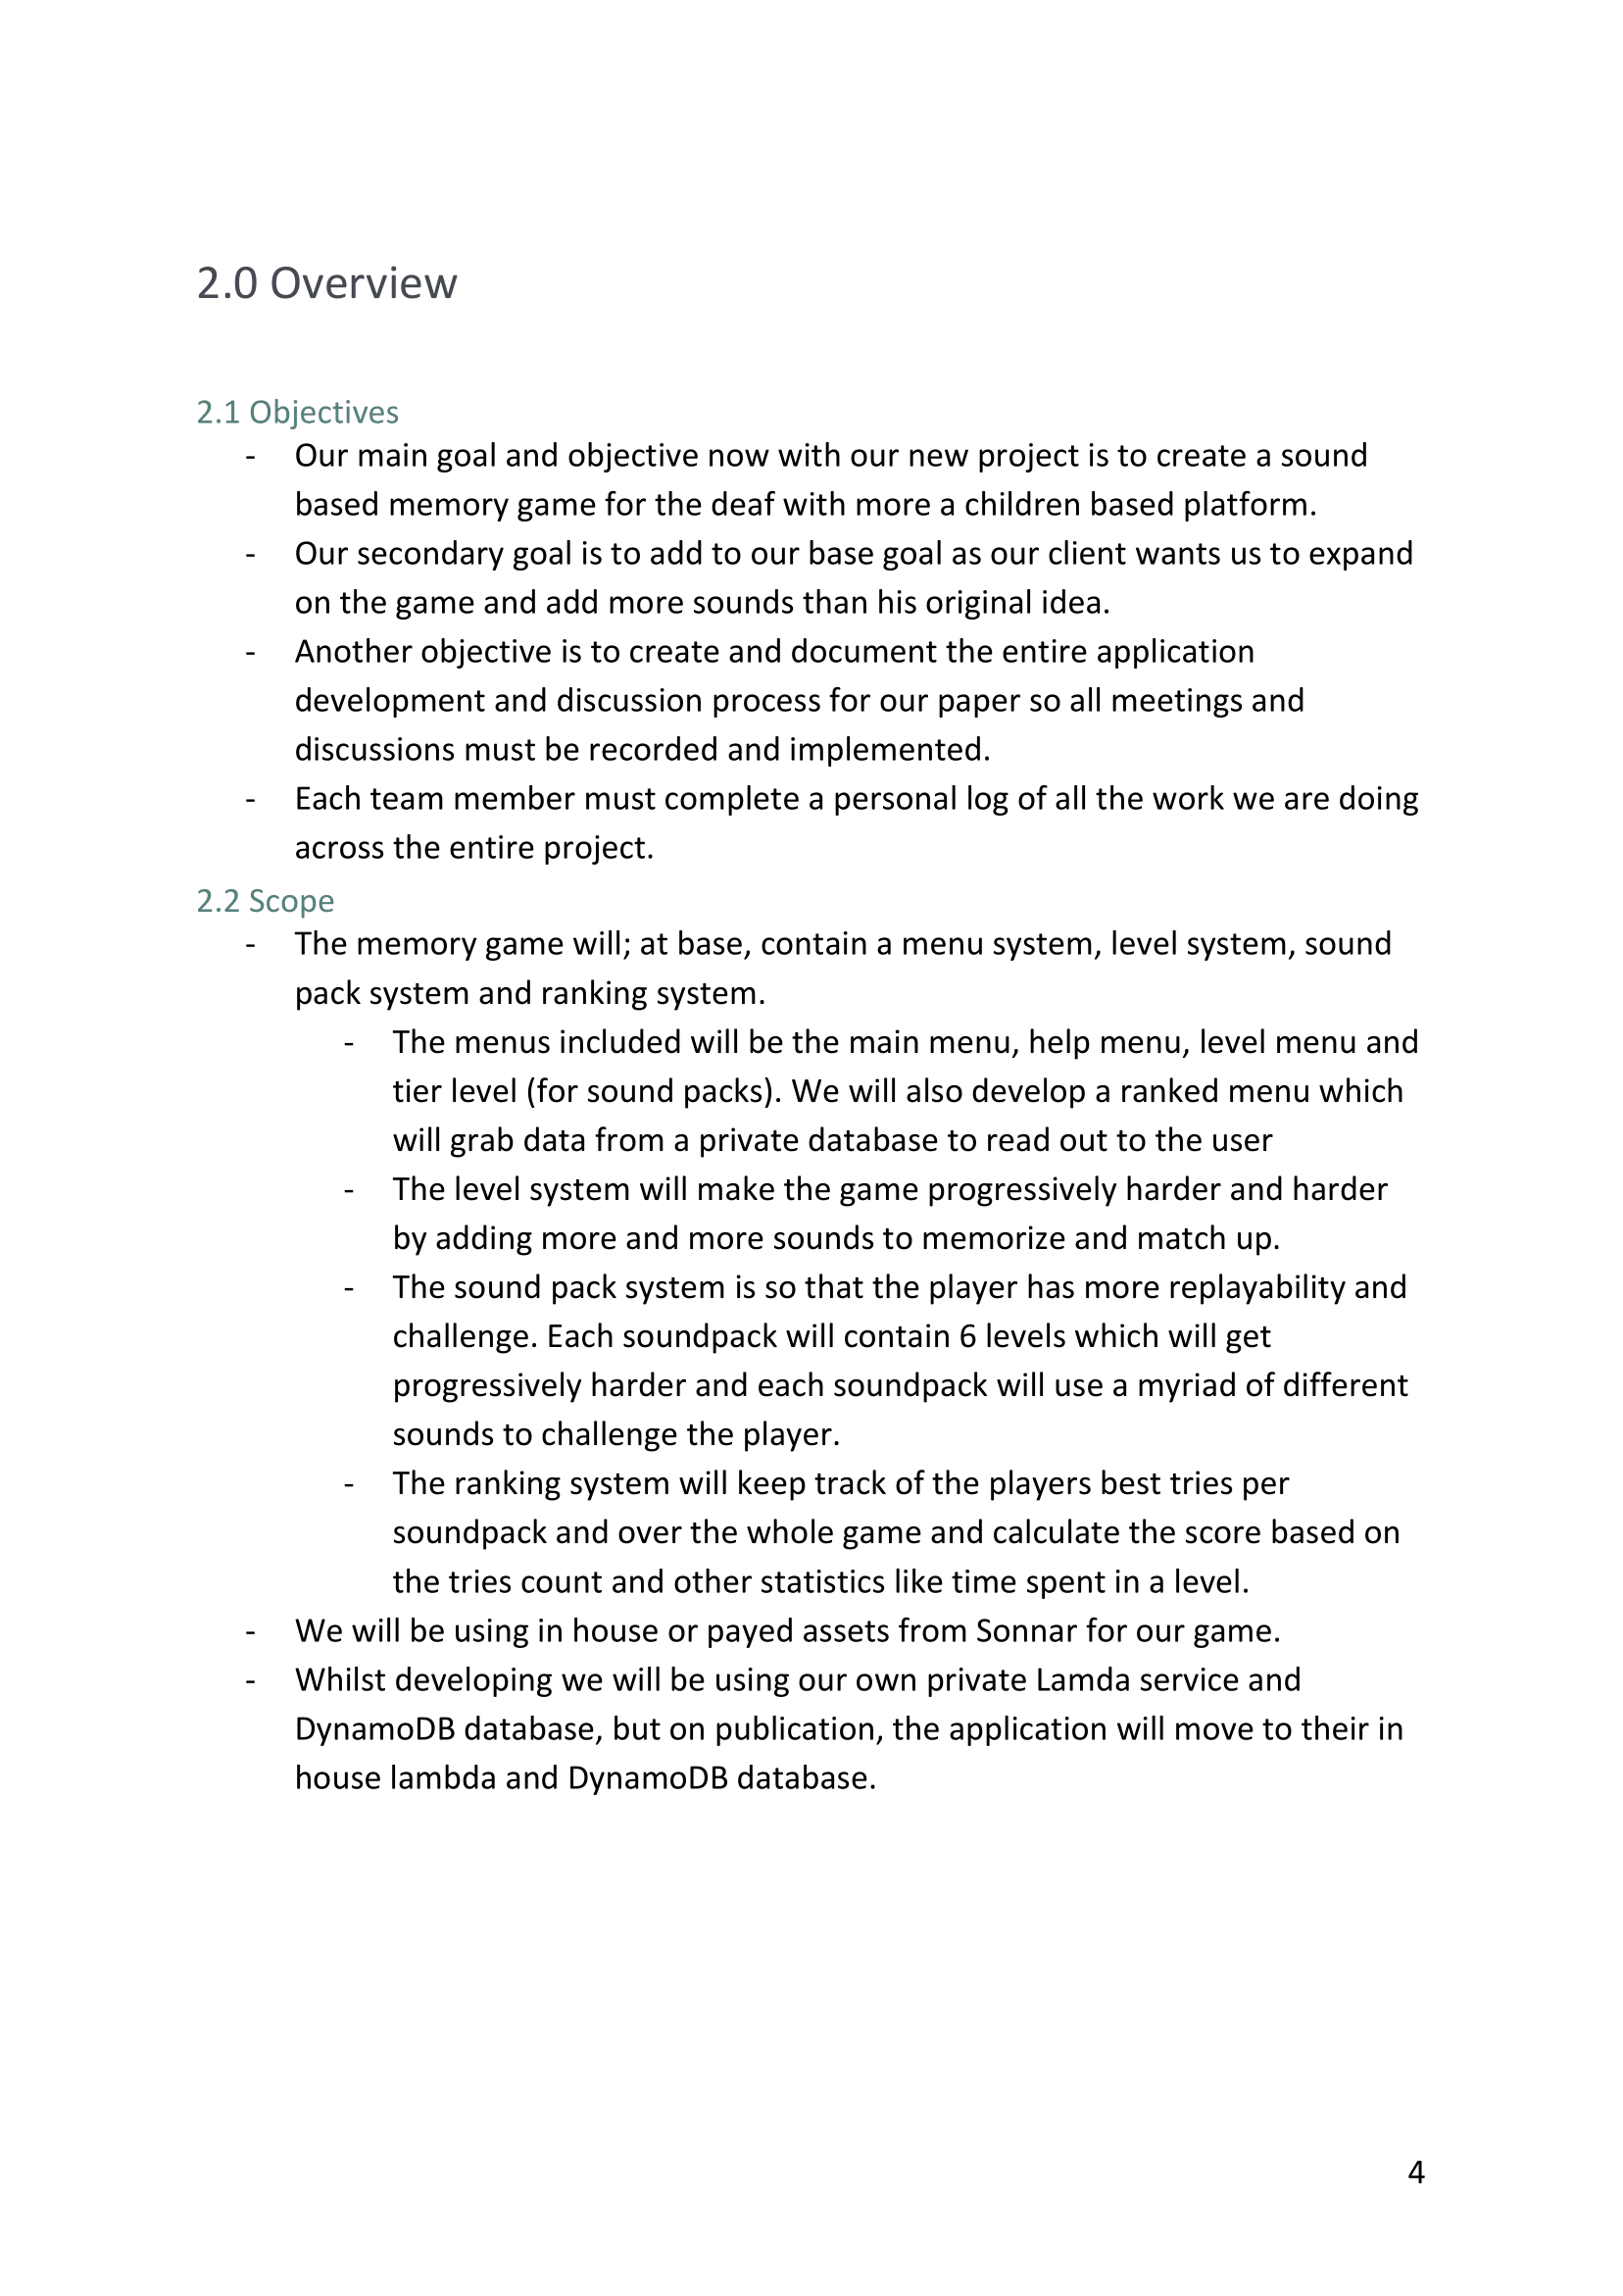 2.0 Overview
2.1 Objectives
- Our main goal and objective now with our new project is to create a sound
based memory game for the deaf with more a children based platform.
- Our secondary goal is to add to our base goal as our client wants us to expand
on the game and add more sounds than his original idea.
- Another objective is to create and document the entire application
development and discussion process for our paper so all meetings and
discussions must be recorded and implemented.
- Each team member must complete a personal log of all the work we are doing
across the entire project.
2.2 Scope
- The memory game will; at base, contain a menu system, level system, sound
pack system and ranking system.
- The menus included will be the main menu, help menu, level menu and
tier level (for sound packs). We will also develop a ranked menu which
will grab data from a private database to read out to the user
- The level system will make the game progressively harder and harder
by adding more and more sounds to memorize and match up.
- The sound pack system is so that the player has more replayability and
challenge. Each soundpack will contain 6 levels which will get
progressively harder and each soundpack will use a myriad of different
sounds to challenge the player.
- The ranking system will keep track of the players best tries per
soundpack and over the whole game and calculate the score based on
the tries count and other statistics like time spent in a level.
- We will be using in house or payed assets from Sonnar for our game.
- Whilst developing we will be using our own private Lamda service and
DynamoDB database, but on publication, the application will move to their in
house lambda and DynamoDB database.
4